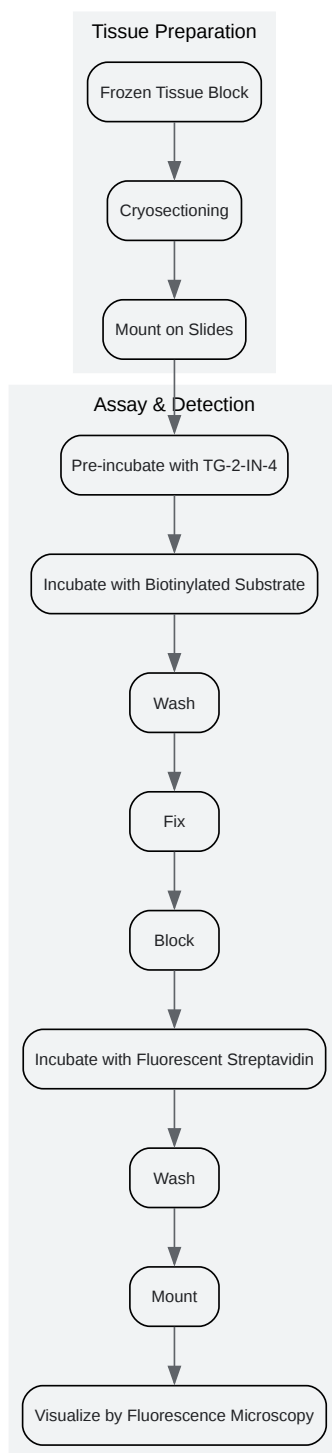 Tissue Preparation
Frozen Tissue Block
Cryosectioning
Mount on Slides
Assay & Detection
Pre-incubate with TG-2-IN-4
Incubate with Biotinylated Substrate
Wash
Fix
Block
Incubate with Fluorescent Streptavidin
Wash
Mount
Visualize by Fluorescence Microscopy